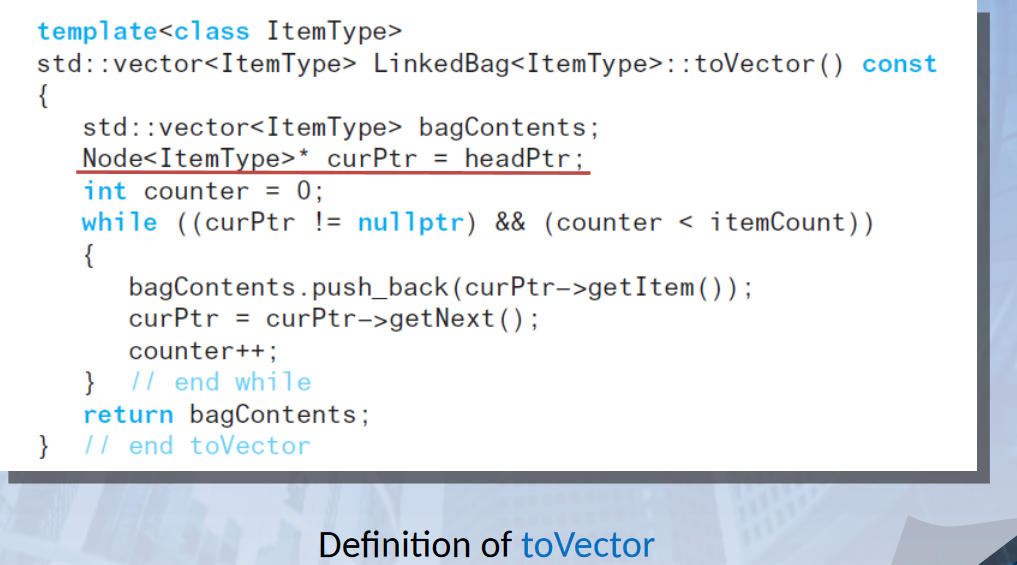 template<class ItemType>
std::vector<ItemType> LinkedBag<ItemType>::toVector() const
{
   std::vector<ItemType> bagContents;
   Node<ItemType>* curPtr = headPtr;
   int counter = 0;
   while ((curPtr != nullptr) && (counter < itemCount))
   {
      bagContents.push_back(curPtr->getItem());
      curPtr = curPtr->getNext();
      counter++;
   }  // end while
   return bagContents;
}  // end toVector
Definition of toVector